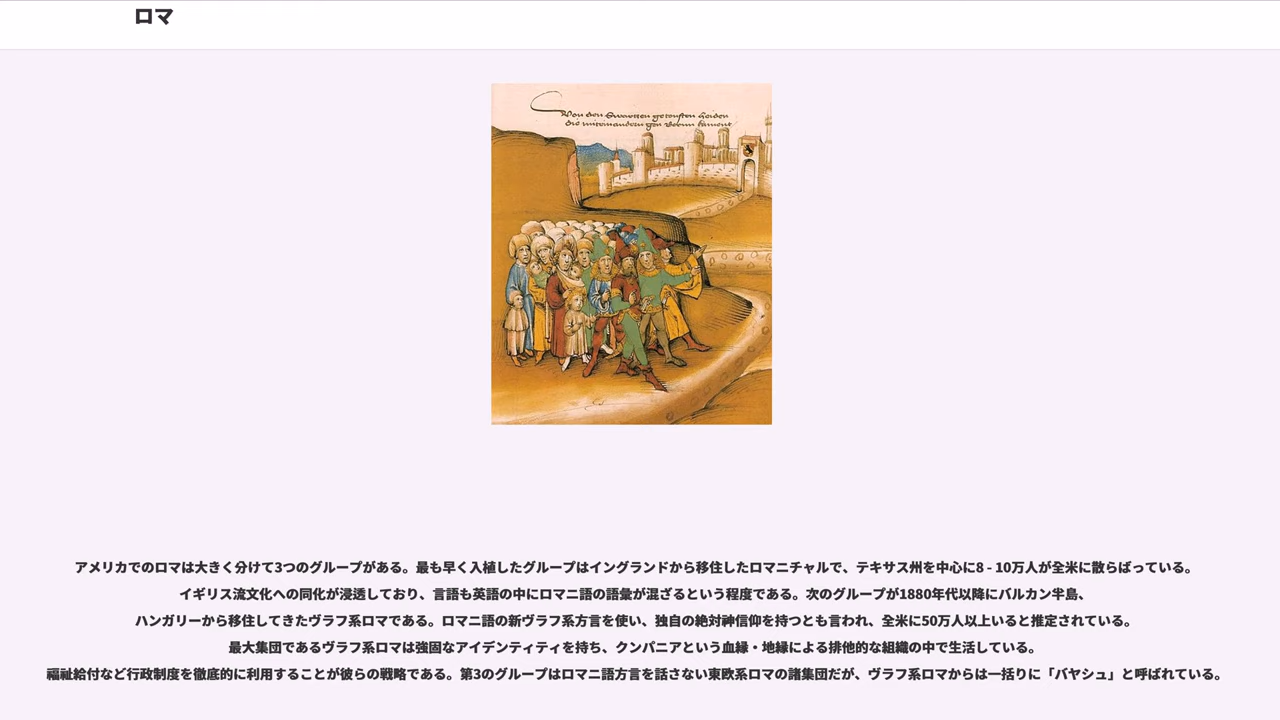 ロマ
Von den Swartzen getoufften heiden
die miteinandern gen Bernn kament
アメリカでのロマは大きく分けて3つのグループがある。最も早く入植したグループはイングランドから移住したロマニチャルで、テキサス州を中心に8 - 10万人が全米に散らばっている。
イギリス流文化への同化が浸透しており、言語も英語の中にロマニ語の語彙が混ざるという程度である。次のグループが1880年代以降にバルカン半島、
ハンガリーから移住してきたヴラフ系ロマである。ロマニ語の新ヴラフ系方言を使い、独自の絶対神信仰を持つとも言われ、全米に50万人以上いると推定されている。
最大集団であるヴラフ系ロマは強固なアイデンティティを持ち、クンパニアという血縁・地縁による排他的な組織の中で生活している。
福祉給付など行政制度を徹底的に利用することが彼らの戦略である。第3のグループはロマニ語方言を話さない東欧系ロマの諸集団だが、ヴラフ系ロマからは一括りに「バヤシュ」と呼ばれている。